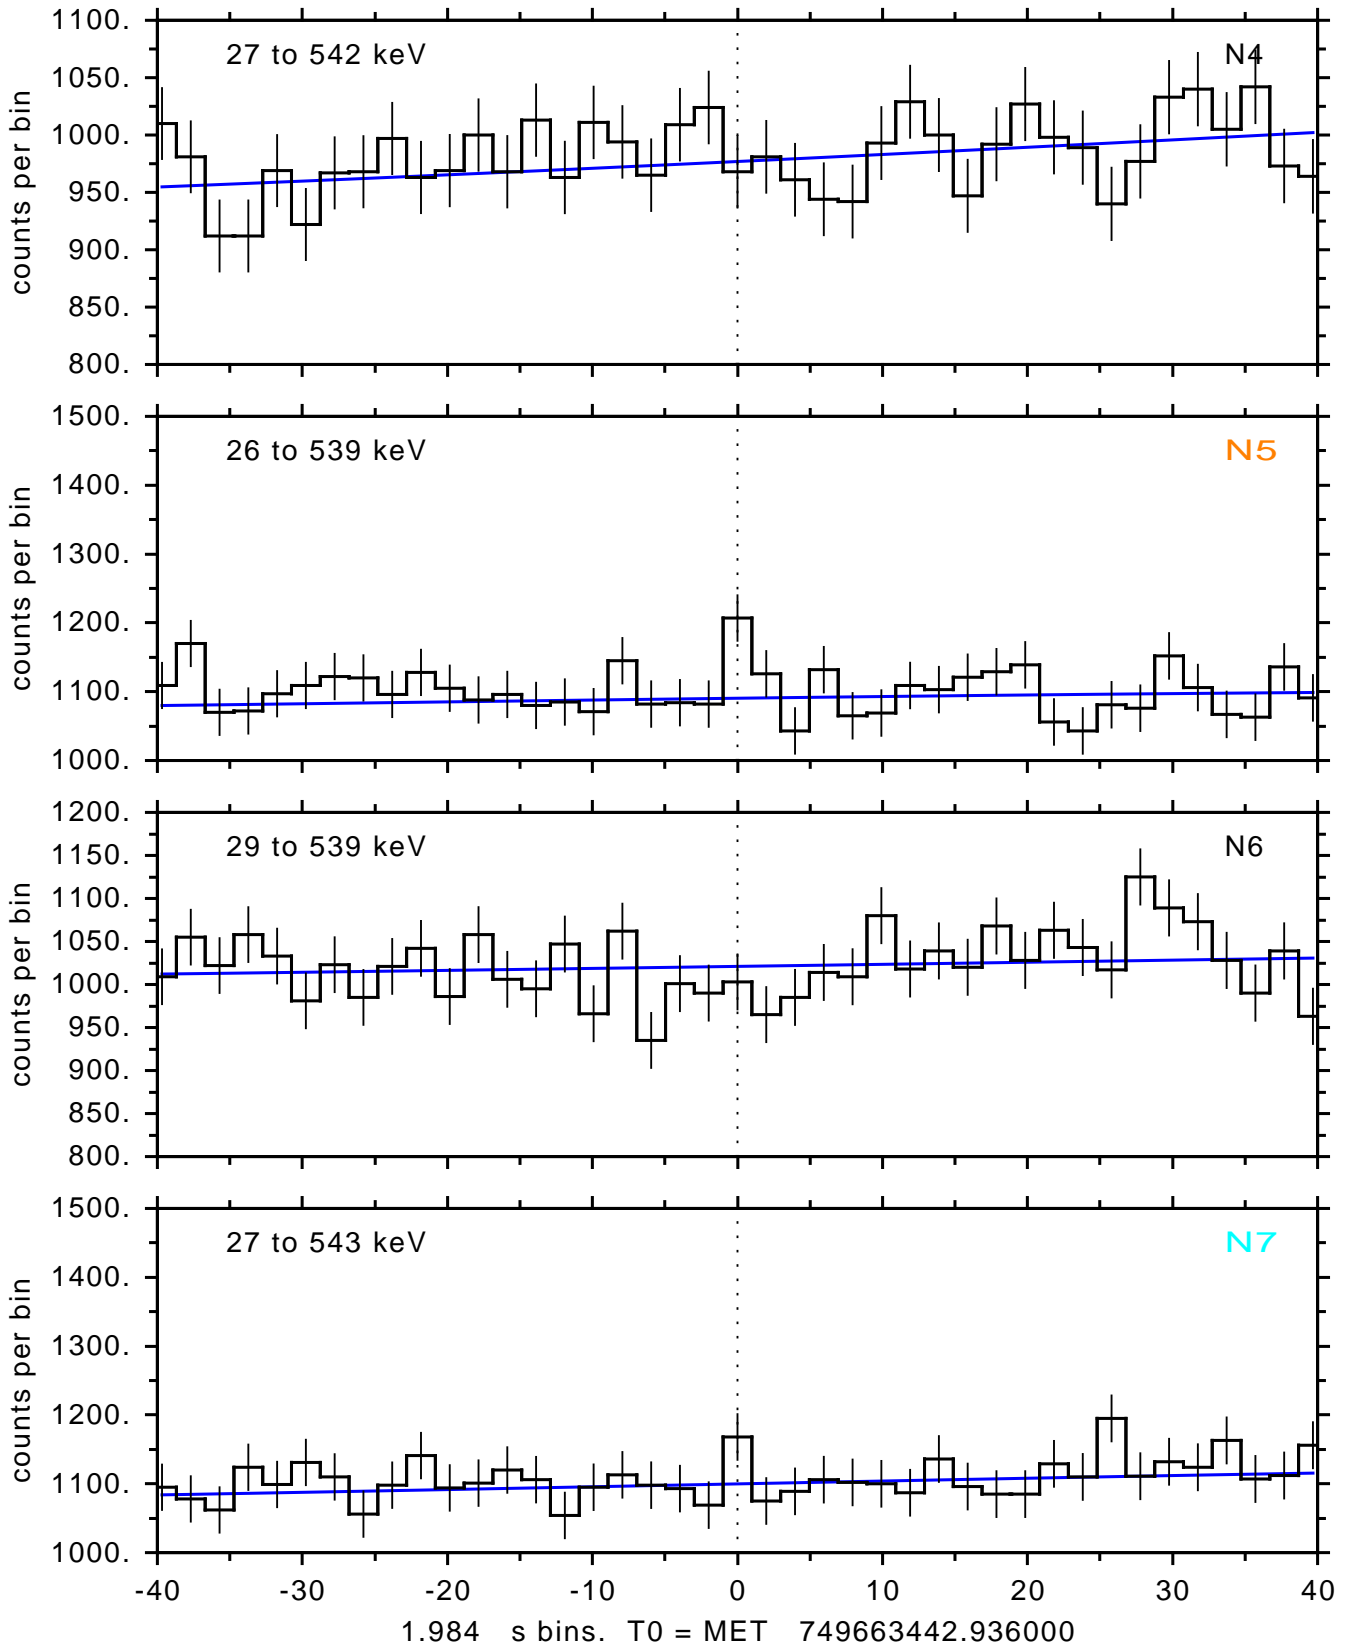 1100.
27 to 542 keV N4
1050.
1000.
950.
900.
850.
800.
counts per bin
1500.
26 to 539 keV N5
1400.
1300.
1200.
1100.
1000.
counts per bin
1200.
29 to 539 keV N6
1150.
1100.
1050.
1000.
950.
900.
850.
800.
counts per bin
1500.
27 to 543 keV N7
1400.
1300.
1200.
1100.
1000.
counts per bin
-40 -30 -20 -10 0 10 20 30 40
1.984 s bins. T0 = MET 749663442.936000